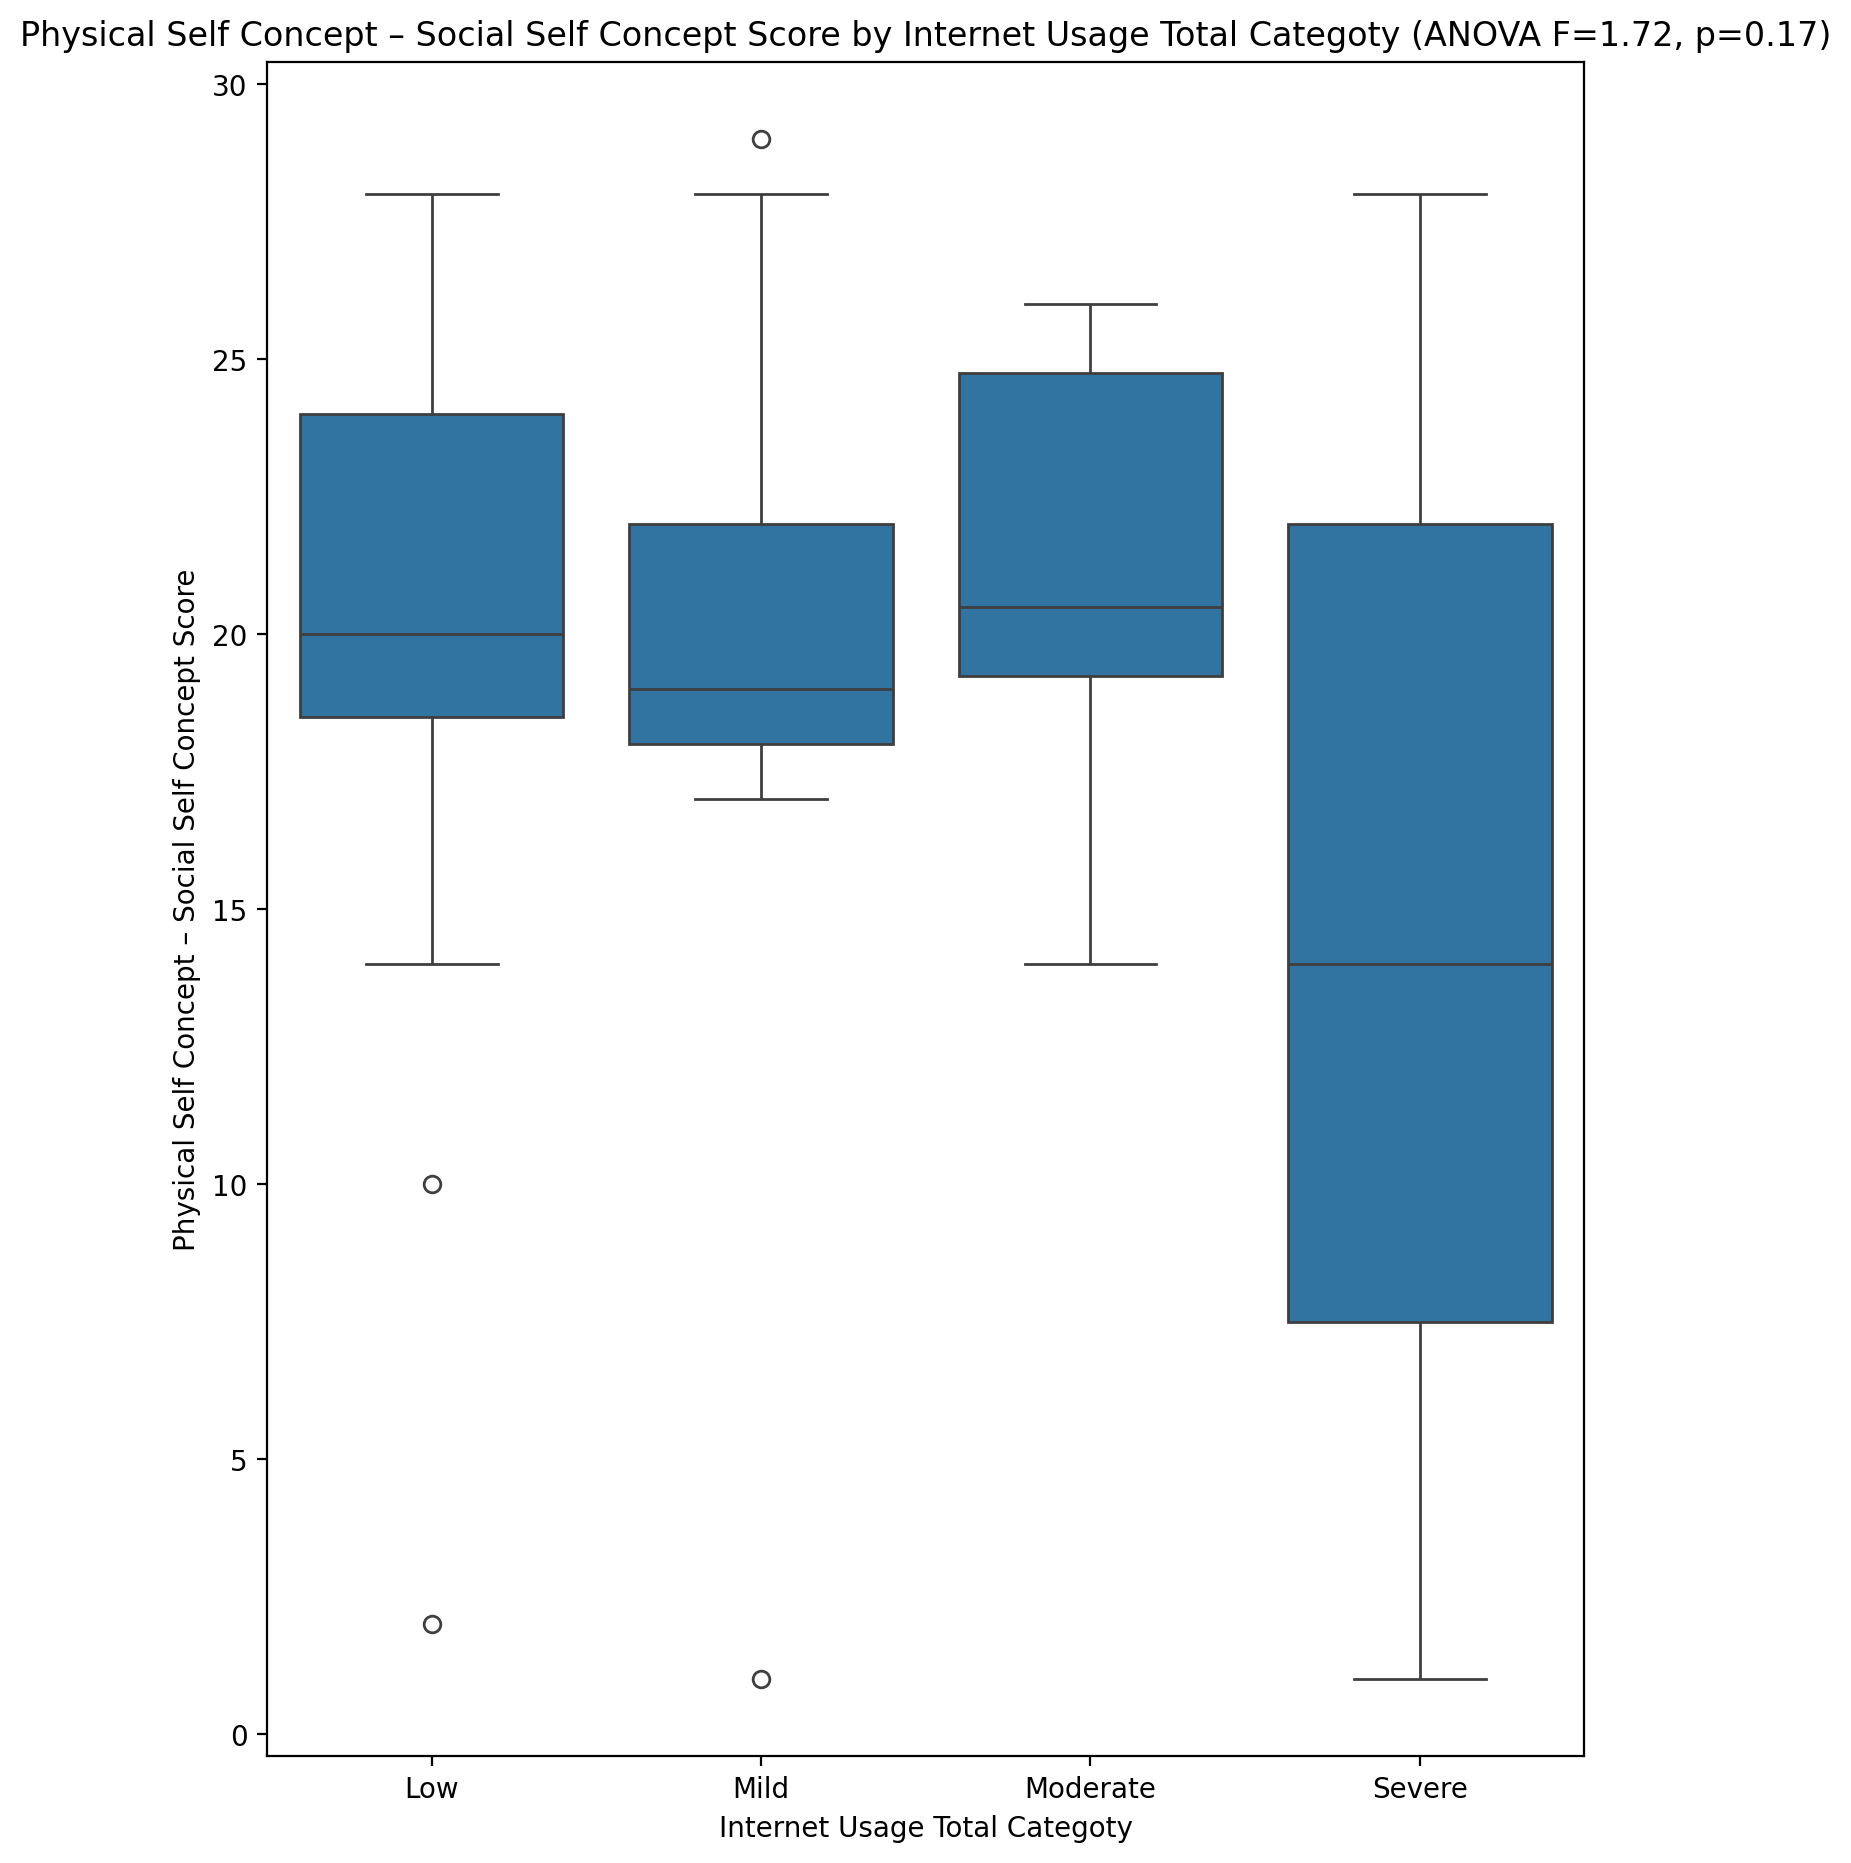 Physical Self Concept – Social Self Concept Score by Internet Usage Total Categoty (ANOVA F=1.72, p=0.17)
Physical Self Concept – Social Self Concept Score
30
25
20
15
10
5
0
Low Mild Moderate Severe
Internet Usage Total Categoty